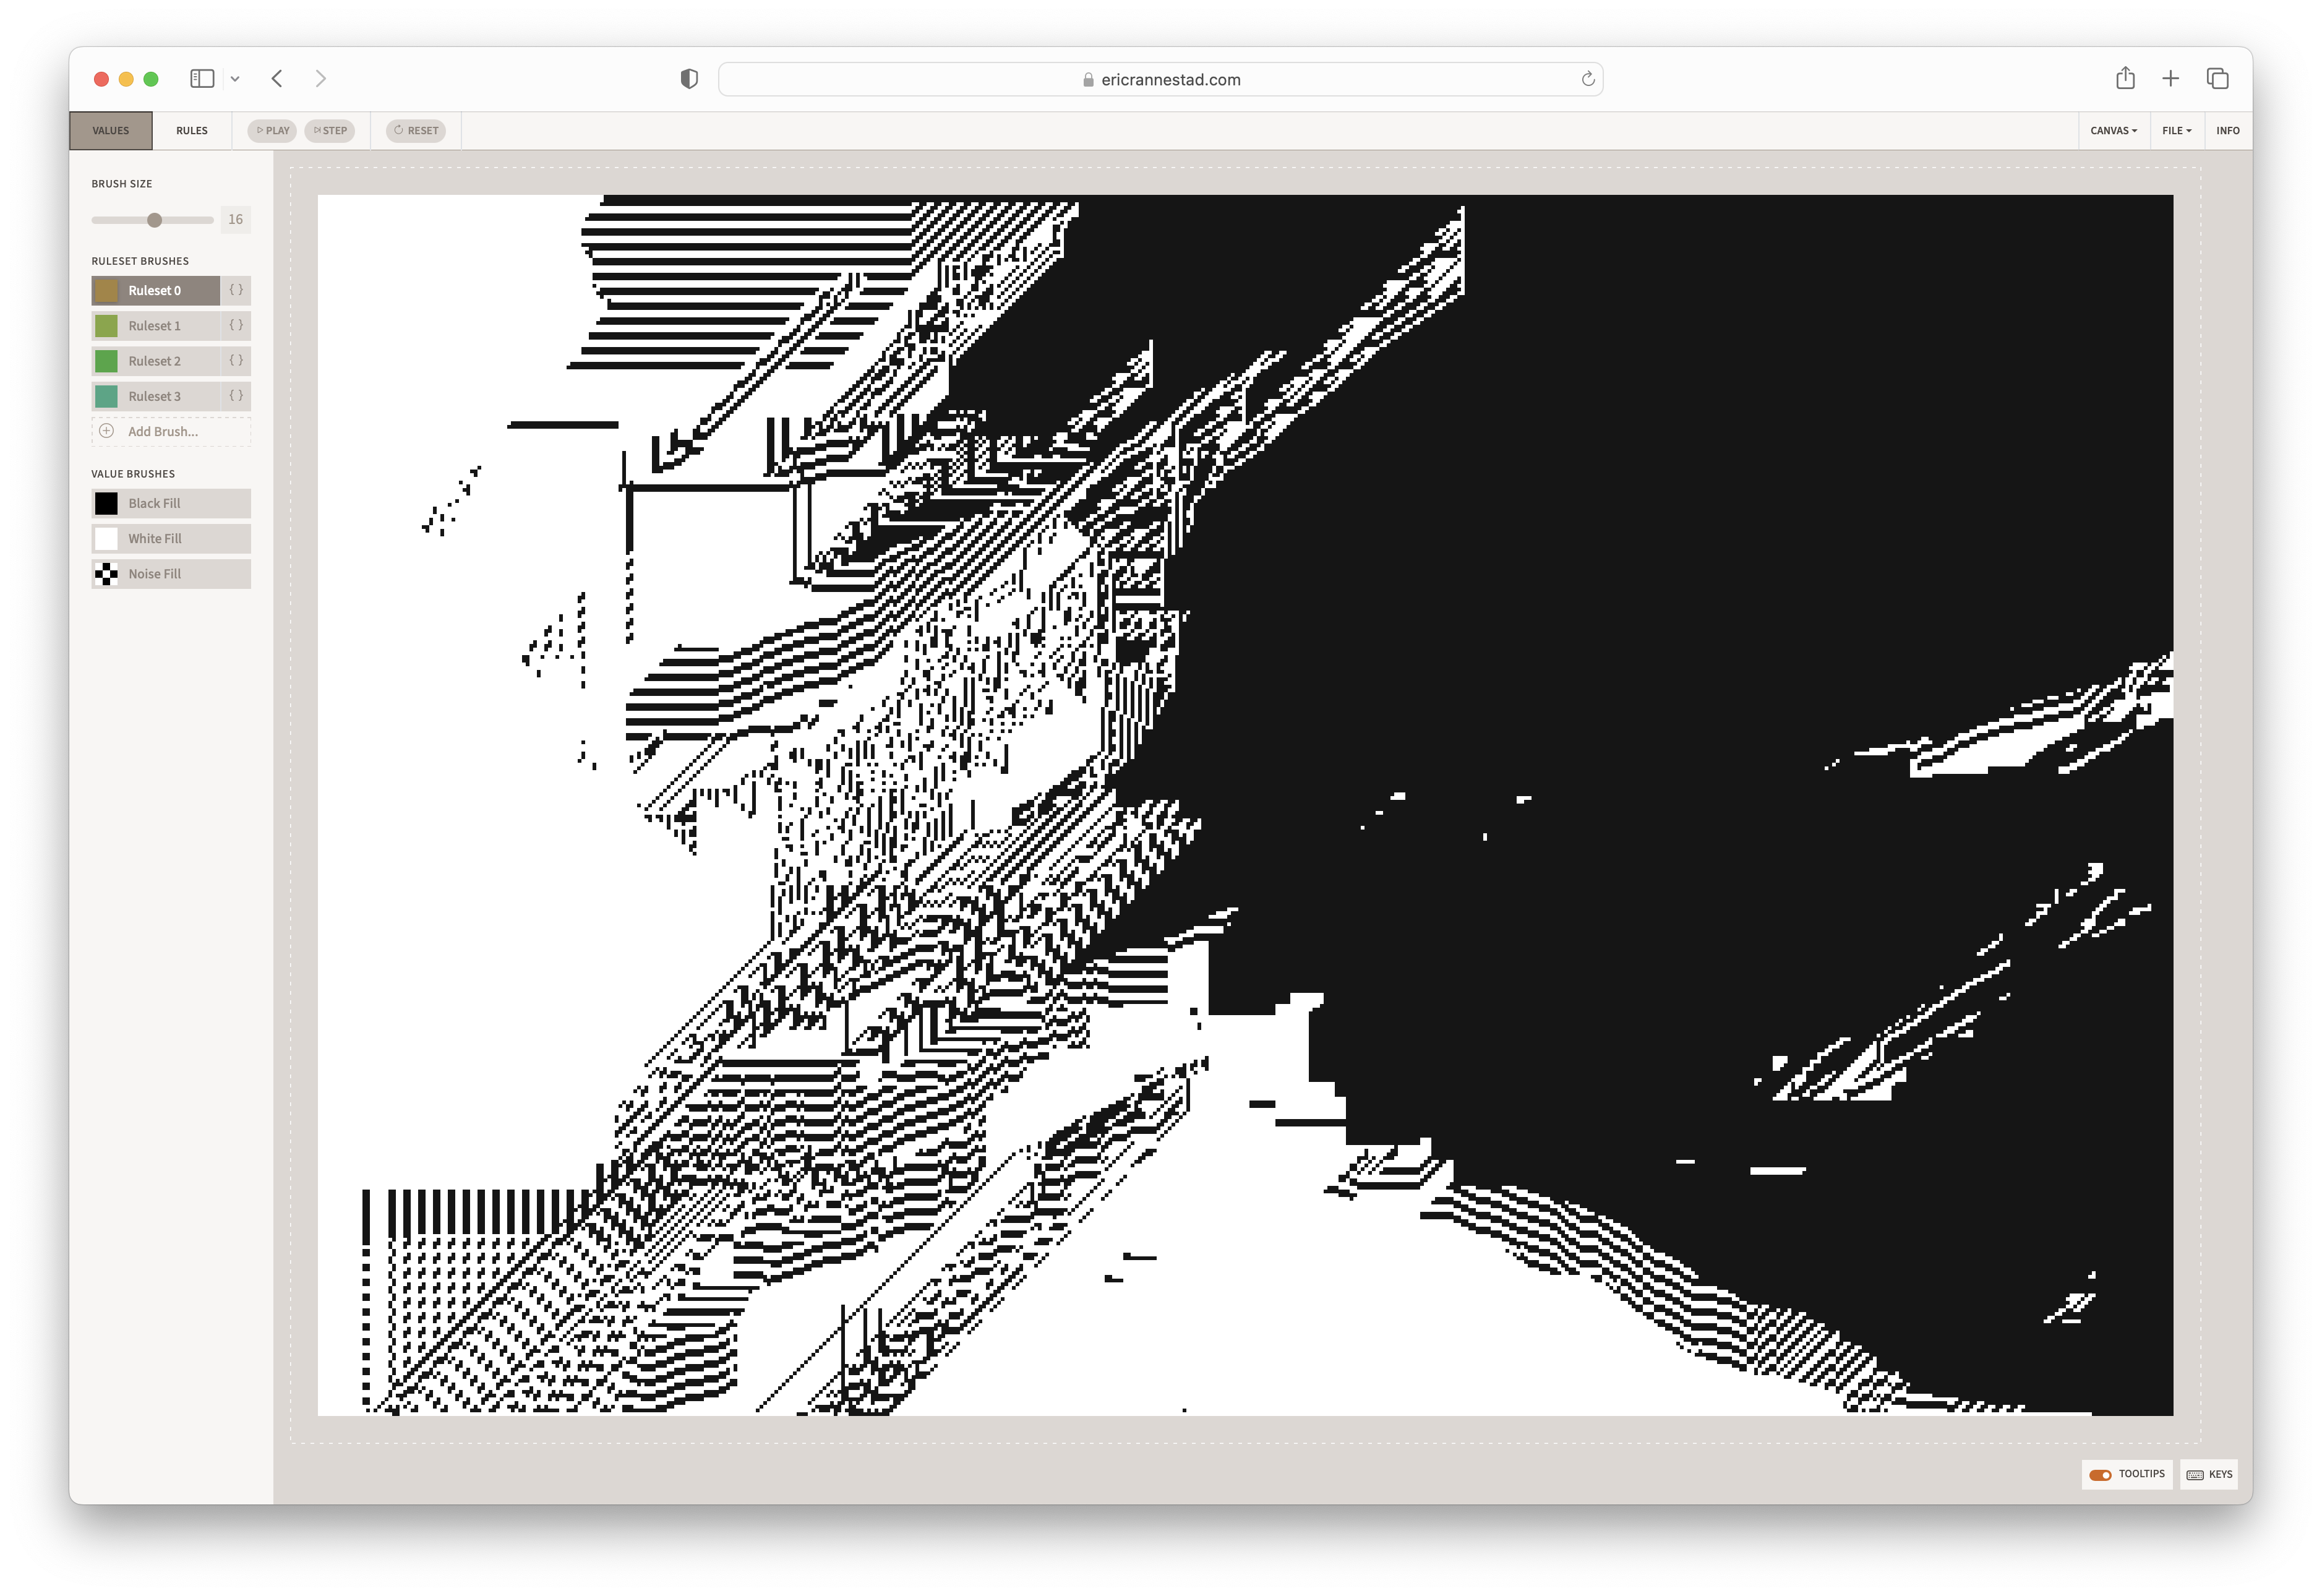 ericrannestad.com
VALUES RULES PLAY STEP RESET CANVAS FILE INFO
BRUSH SIZE
16
RULESET BRUSHES
Ruleset 0 { }
Ruleset 1 { }
Ruleset 2 { }
Ruleset 3 { }
Add Brush...
VALUE BRUSHES
Black Fill
White Fill
Noise Fill
TOOLTIPS KEYS